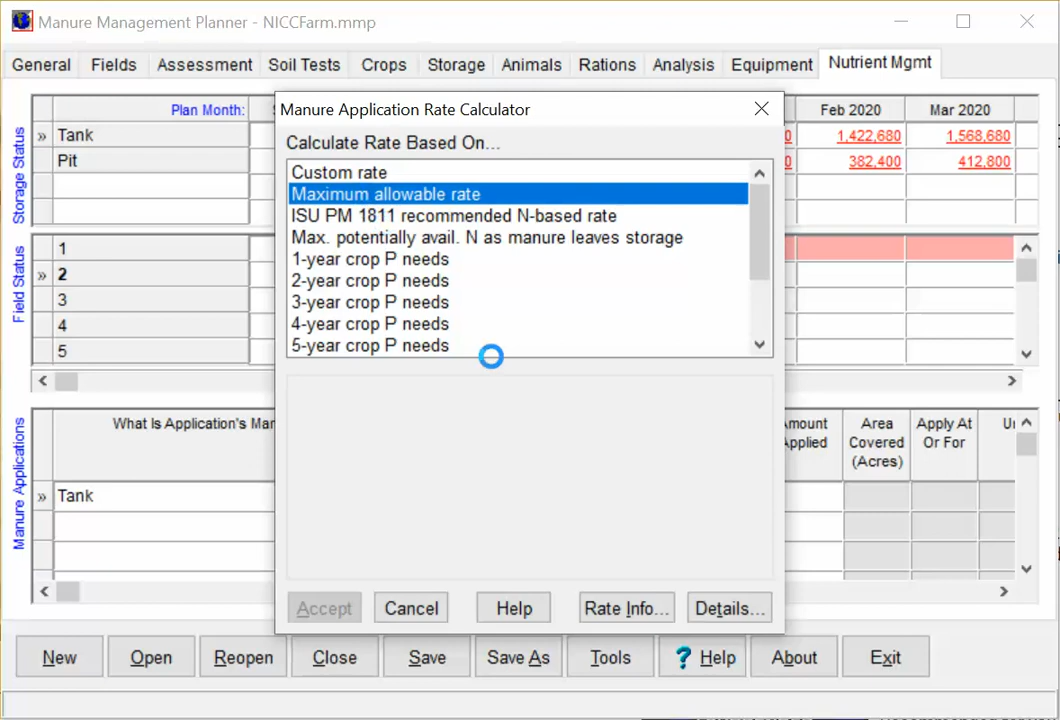 Manure Management Planner - NICCFarm.mmp
General Fields Assessment Soil Tests Crops Storage Animals Rations Analysis Equipment Nutrient Mgmt
Storage Status
Plan Month: Feb 2020 Mar 2020
» Tank 1,422,680 1,568,680
Pit 382,400 412,800
Field Status
1
» 2
3
4
5
Manure Application Rate Calculator
Calculate Rate Based On...
Custom rate
Maximum allowable rate
ISU PM 1811 recommended N-based rate
Max. potentially avail. N as manure leaves storage
1-year crop P needs
2-year crop P needs
3-year crop P needs
4-year crop P needs
5-year crop P needs
Accept Cancel Help Rate Info... Details...
Manure Applications
What Is Application's
Area Covered (Acres)
Apply At Or For
» Tank
New Open Reopen Close Save Save As Tools ? Help About Exit